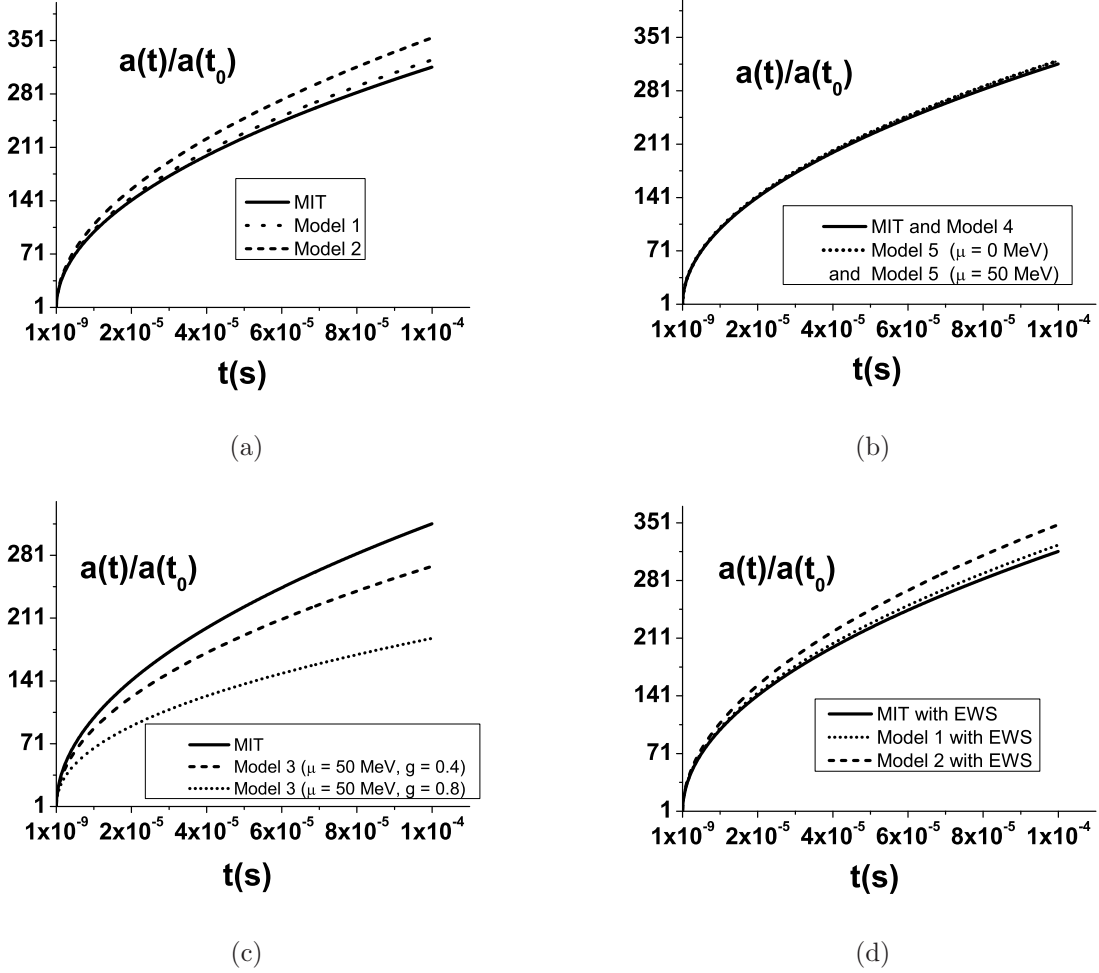 351
281
211
141
71
1
a(t)/a(t₀)
MIT
Model 1
Model 2
1x10⁻⁹ 2x10⁻⁵ 4x10⁻⁵ 6x10⁻⁵ 8x10⁻⁵ 1x10⁻⁴
t(s)
(a)
351
281
211
141
71
1
a(t)/a(t₀)
MIT and Model 4
Model 5 (μ = 0 MeV)
and Model 5 (μ = 50 MeV)
1x10⁻⁹ 2x10⁻⁵ 4x10⁻⁵ 6x10⁻⁵ 8x10⁻⁵ 1x10⁻⁴
t(s)
(b)
281
211
141
71
1
a(t)/a(t₀)
MIT
Model 3 (μ = 50 MeV, g = 0.4)
Model 3 (μ = 50 MeV, g = 0.8)
1x10⁻⁹ 2x10⁻⁵ 4x10⁻⁵ 6x10⁻⁵ 8x10⁻⁵ 1x10⁻⁴
t(s)
(c)
351
281
211
141
71
1
a(t)/a(t₀)
MIT with EWS
Model 1 with EWS
Model 2 with EWS
1x10⁻⁹ 2x10⁻⁵ 4x10⁻⁵ 6x10⁻⁵ 8x10⁻⁵ 1x10⁻⁴
t(s)
(d)